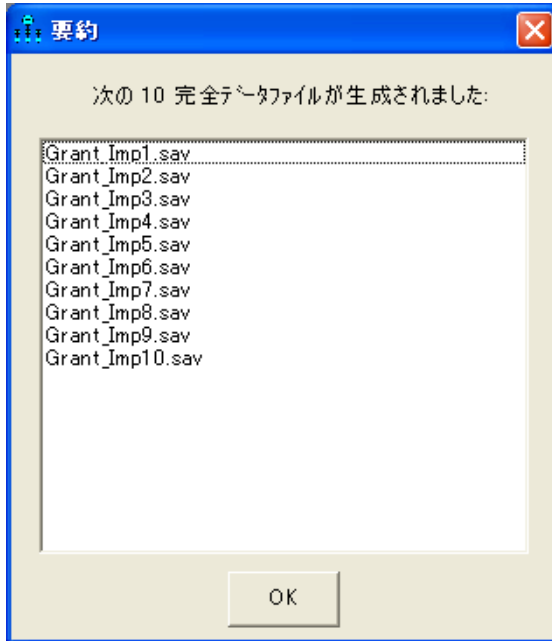 要約
次の 10 完全ﾃﾞｰﾀﾌｧｲﾙが生成されました:
Grant_Imp1.sav
Grant_Imp2.sav
Grant_Imp3.sav
Grant_Imp4.sav
Grant_Imp5.sav
Grant_Imp6.sav
Grant_Imp7.sav
Grant_Imp8.sav
Grant_Imp9.sav
Grant_Imp10.sav
OK